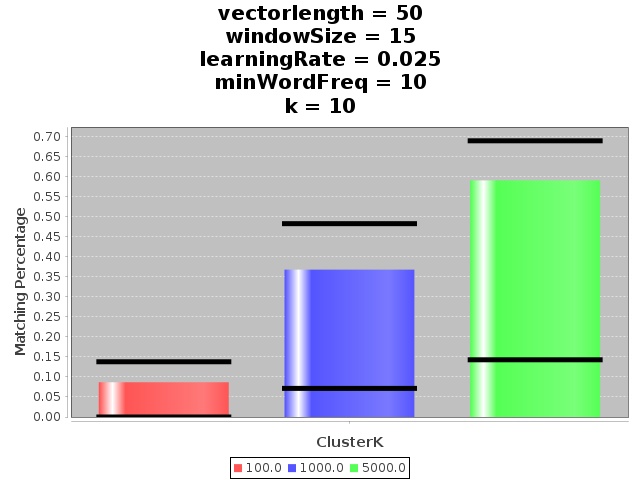 vectorlength = 50
windowSize = 15
learningRate = 0.025
minWordFreq = 10
k = 10
Matching Percentage
0.70
0.65
0.60
0.55
0.50
0.45
0.40
0.35
0.30
0.25
0.20
0.15
0.10
0.05
0.00
ClusterK
100.0 1000.0 5000.0